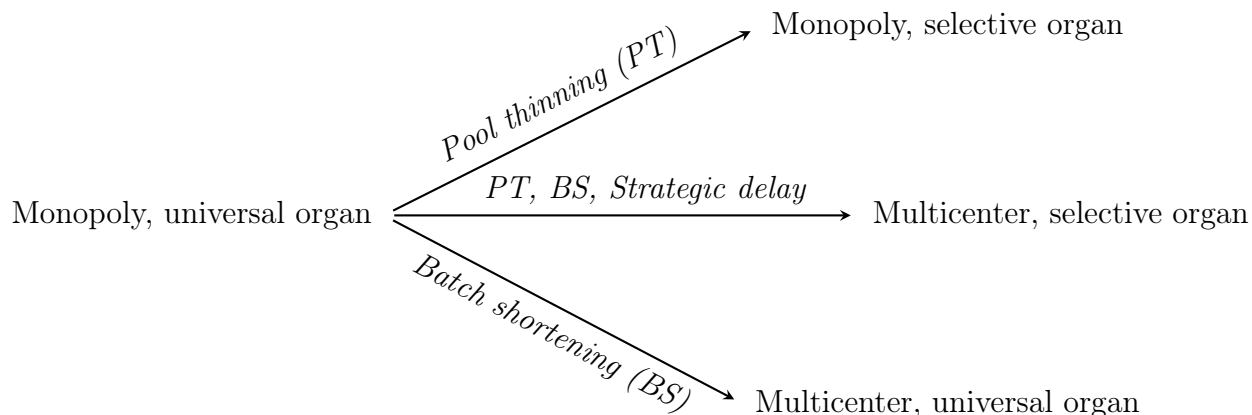 Monopoly, selective organ
Pool thinning (PT)
PT, BS, Strategic delay
Monopoly, universal organ
Multicenter, selective organ
Batch shortening (BS)
Multicenter, universal organ